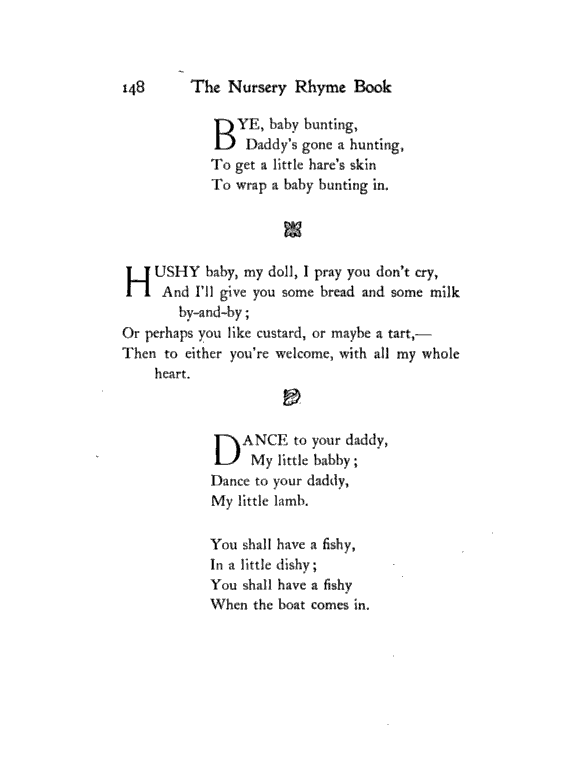 148 The Nursery Rhyme Book
BYE, baby bunting,
Daddy's gone a hunting,
To get a little hare's skin
To wrap a baby bunting in.
HUSHY baby, my doll, I pray you don't cry,
And I'll give you some bread and some milk
by-and-by;
Or perhaps you like custard, or maybe a tart,—
Then to either you're welcome, with all my whole
heart.
DANCE to your daddy,
My little babby;
Dance to your daddy,
My little lamb.
You shall have a fishy,
In a little dishy;
You shall have a fishy
When the boat comes in.